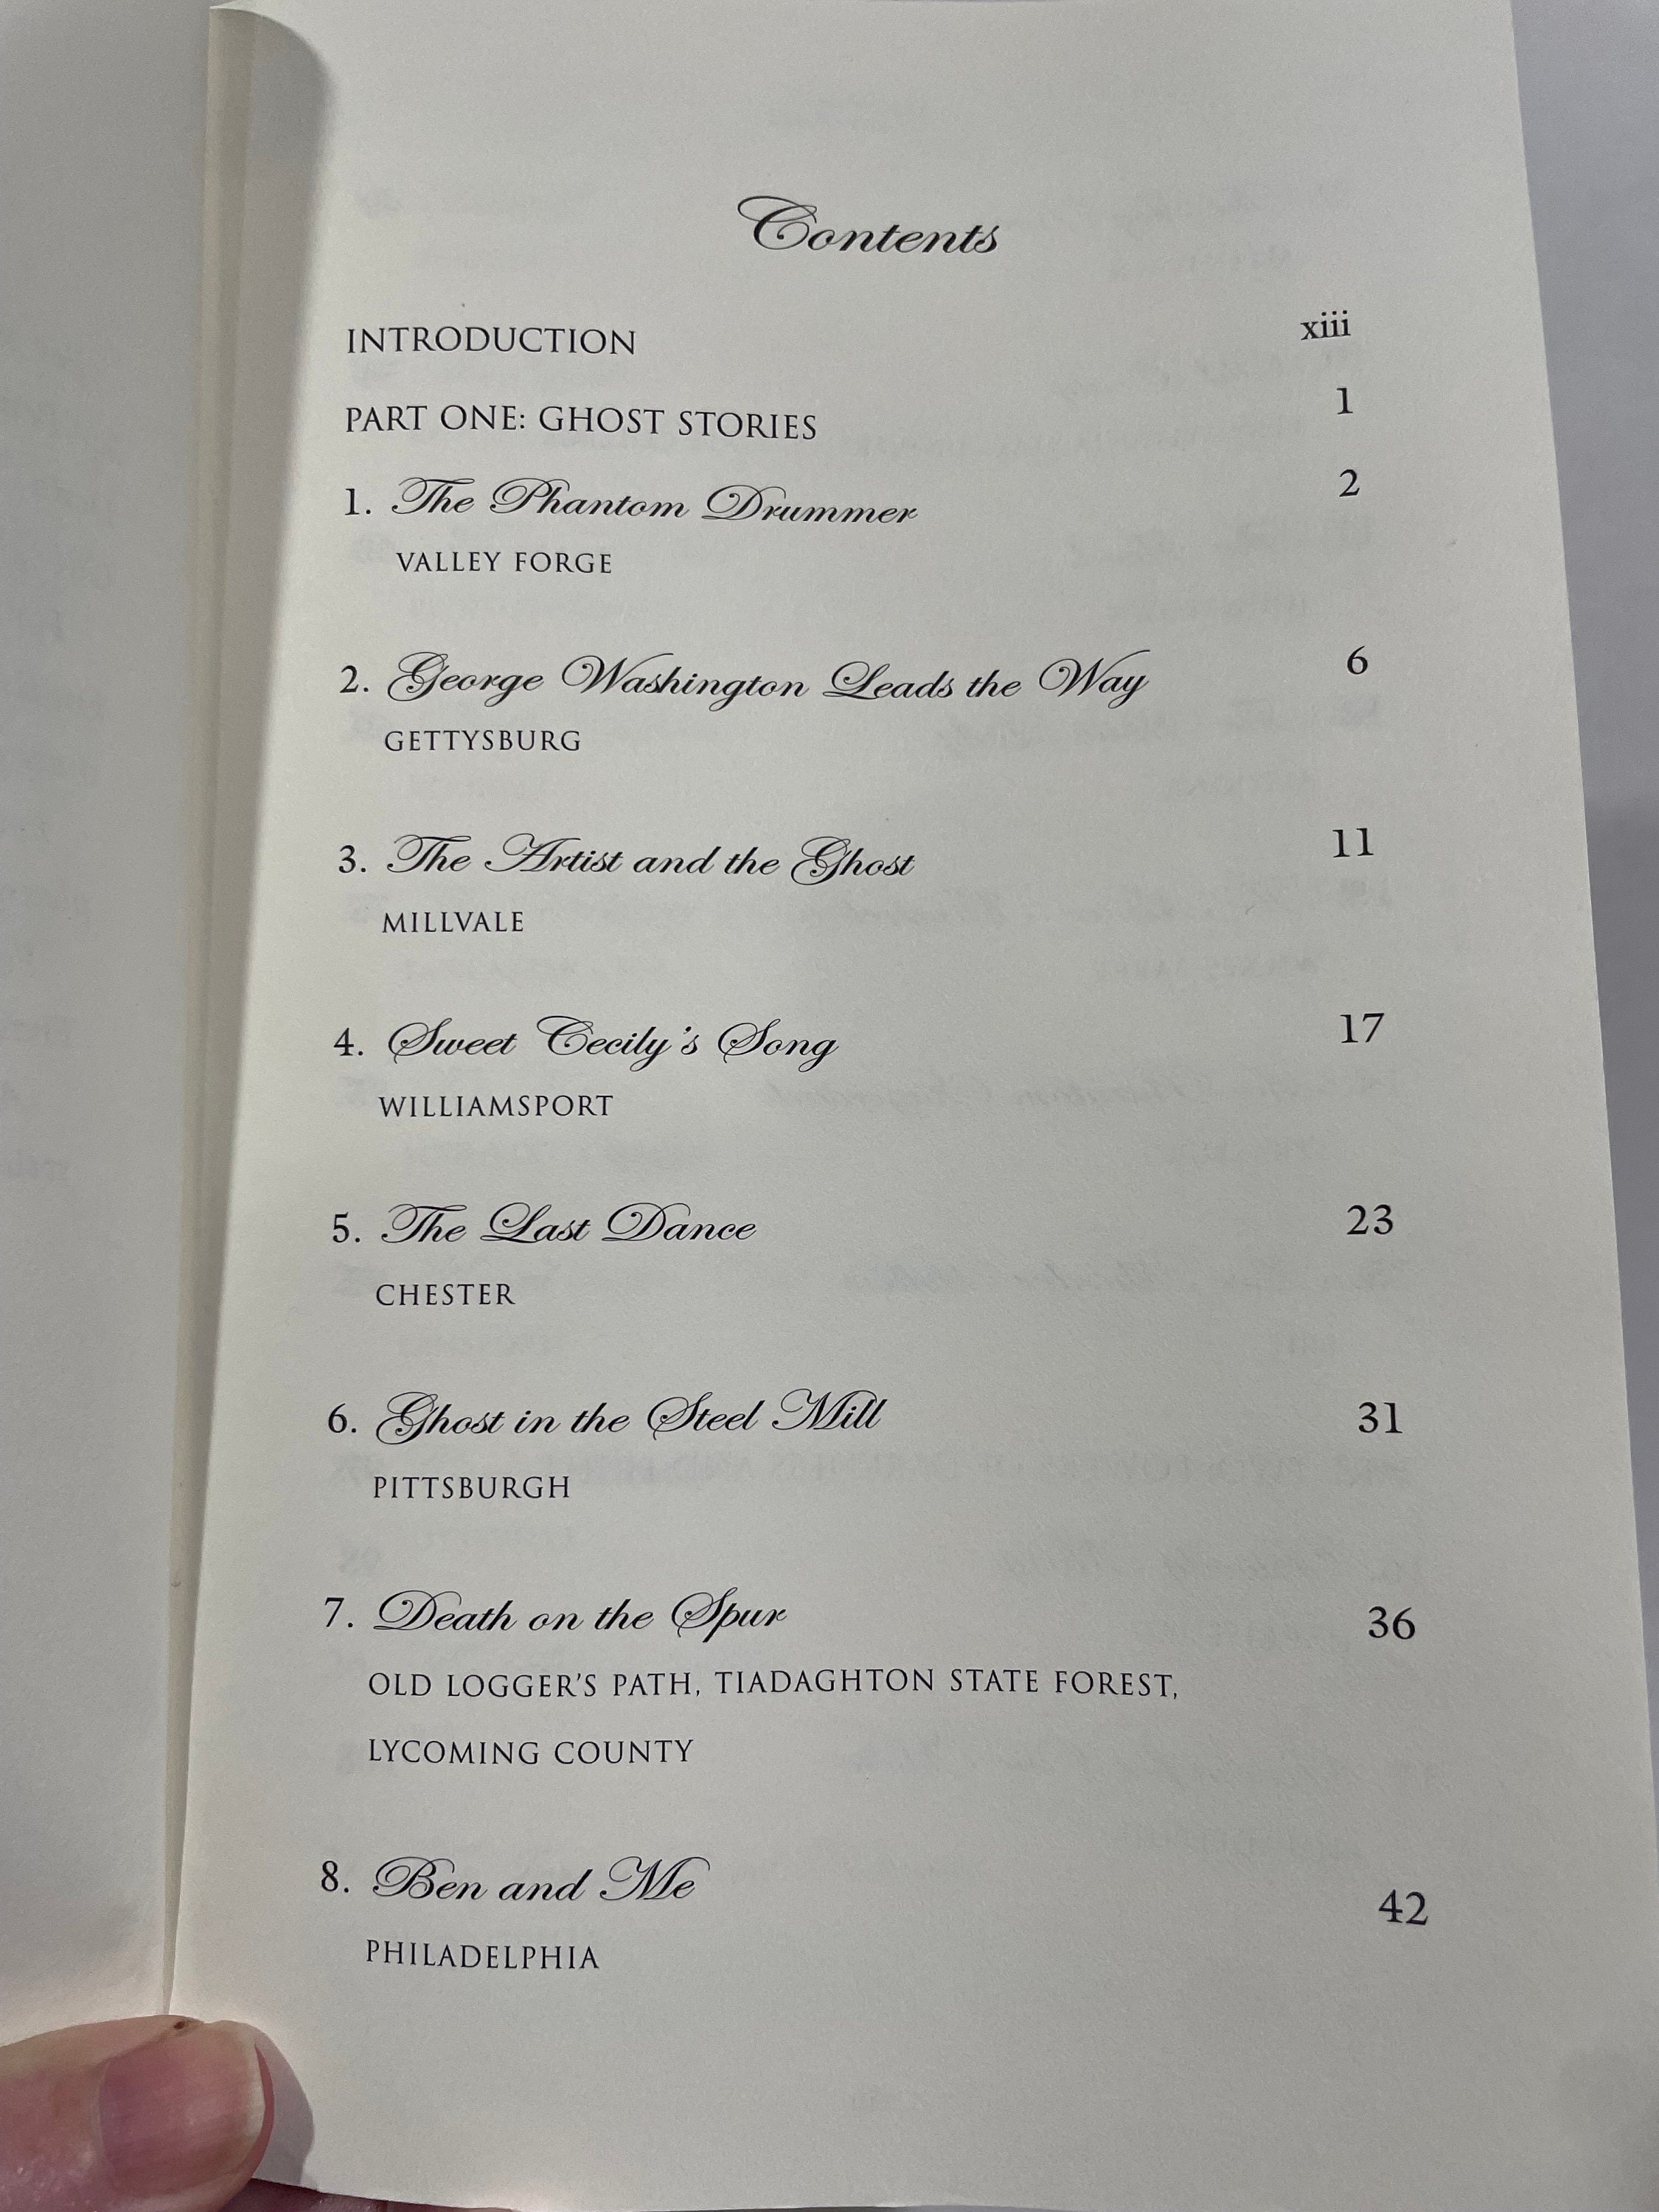 Contents
INTRODUCTION xiii
PART ONE: GHOST STORIES 1
1. The Phantom Drummer 2
VALLEY FORGE
2. George Washington Leads the Way 6
GETTYSBURG
3. The Artist and the Ghost 11
MILLVALE
4. Sweet Cecily's Song 17
WILLIAMSPORT
5. The Last Dance 23
CHESTER
6. Ghost in the Steel Mill 31
PITTSBURGH
7. Death on the Spur 36
OLD LOGGER'S PATH, TIADAGHTON STATE FOREST,
LYCOMING COUNTY
8. Ben and Me 42
PHILADELPHIA